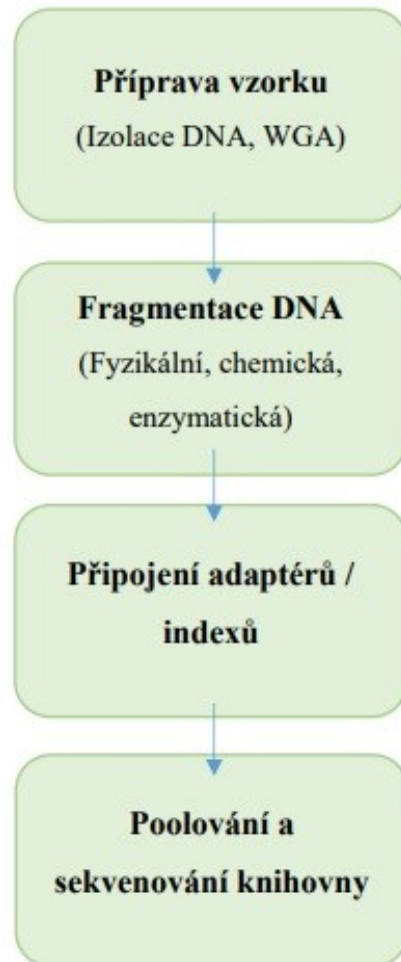 Příprava vzorku
(Izolace DNA, WGA)
Fragmentace DNA
(Fyzikální, chemická,
enzymatická)
Připojení adaptérů /
indexů
Poolování a
sekvenování knihovny